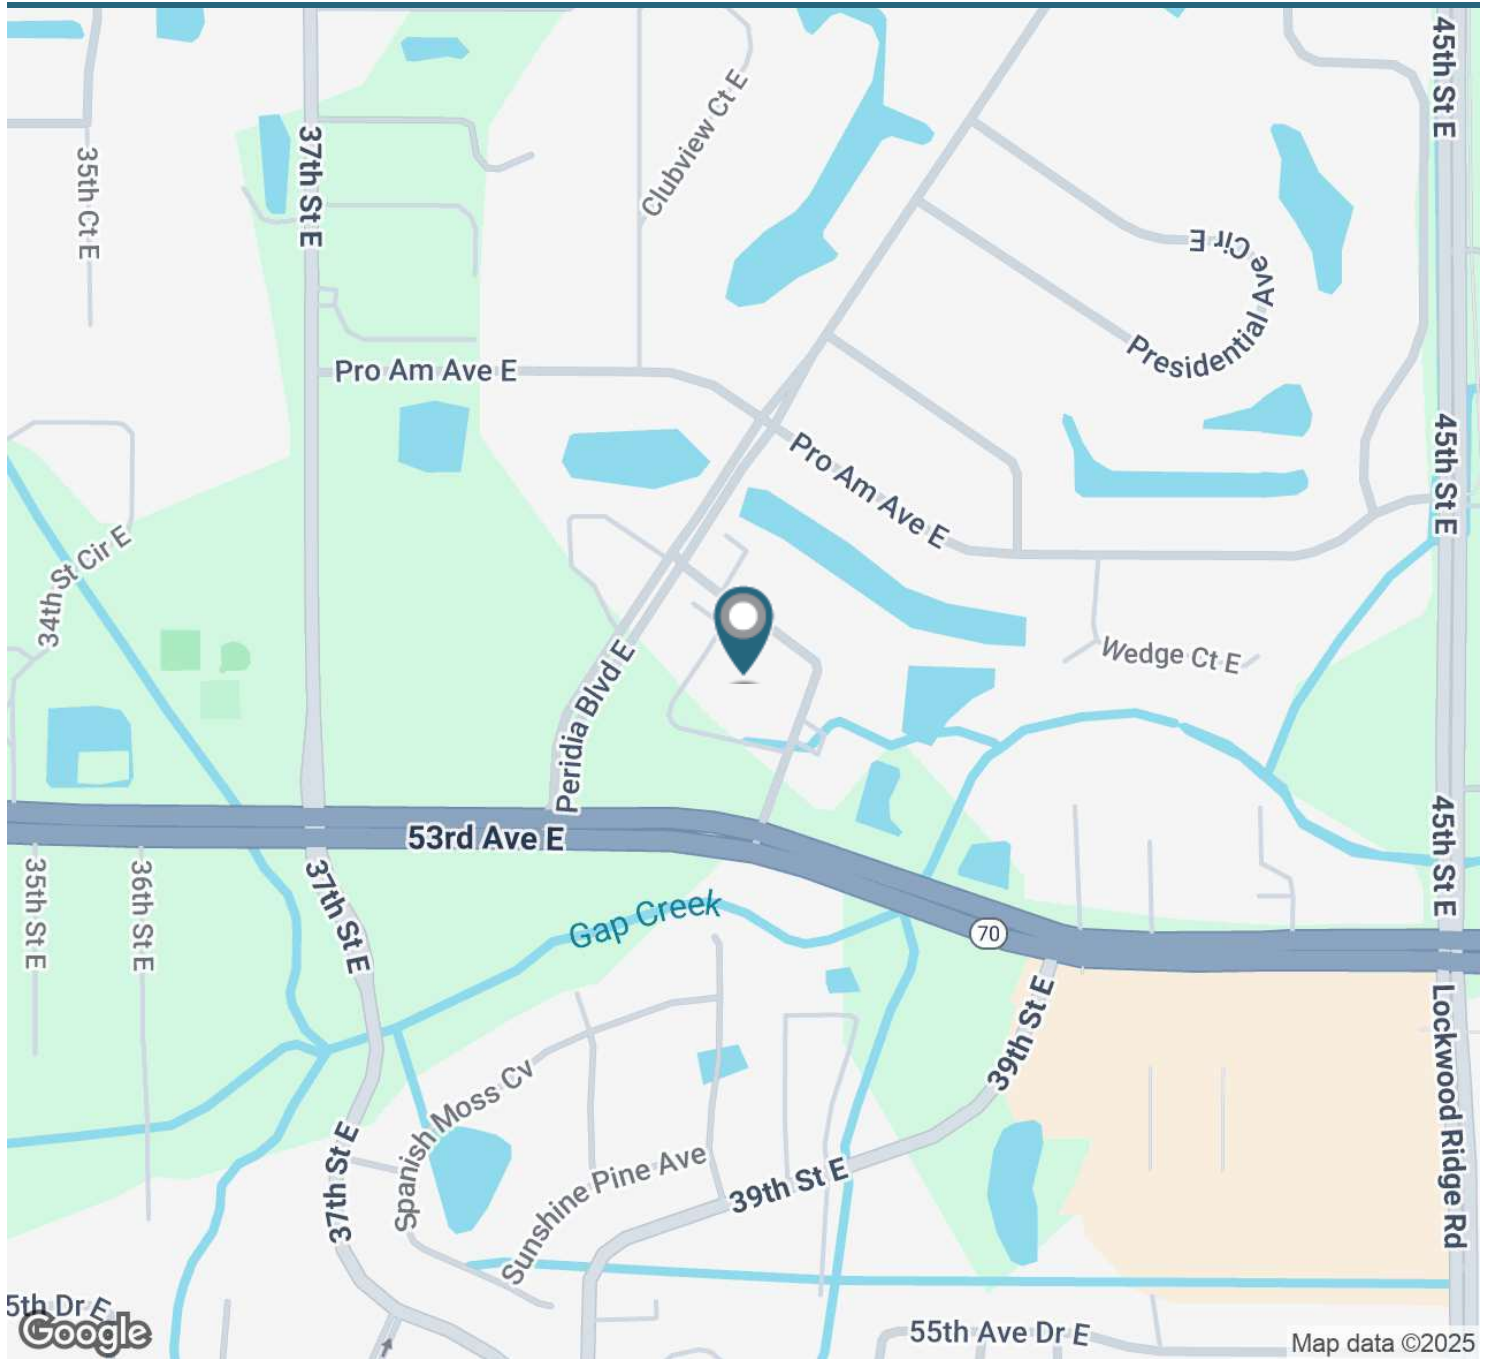 45th St E
37th St E
35th Ct E
Clubview Ct E
Presidential Ave Cir E
Pro Am Ave E
Pro Am Ave E
45th St E
34th St Cir E
Wedge Ct E
Peridia Blvd E
53rd Ave E
45th St E
35th St E
36th St E
37th St E
Gap Creek
70
39th St E
Lockwood Ridge Rd
Spanish Moss Cv
37th St E
Sunshine Pine Ave
39th St E
5th Dr E
Google
55th Ave Dr E
Map data ©2025